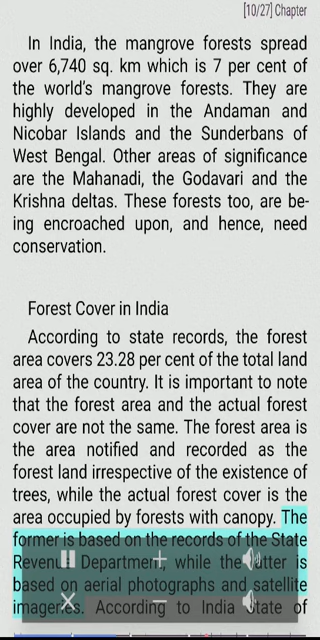 [10/27] Chapter
In India, the mangrove forests spread
over 6,740 sq. km which is 7 per cent of
the world's mangrove forests. They are
highly developed in the Andaman and
Nicobar Islands and the Sunderbans of
West Bengal. Other areas of significance
are the Mahanadi, the Godavari and the
Krishna deltas. These forests too, are be-
ing encroached upon, and hence, need
conservation.
Forest Cover in India
According to state records, the forest
area covers 23.28 per cent of the total land
area of the country. It is important to note
that the forest area and the actual forest
cover are not the same. The forest area is
the area notified and recorded as the
forest land irrespective of the existence of
trees, while the actual forest cover is the
area occupied by forests with canopy. The
former is based on the records of the State
Revenue Department, while the latter is
based on aerial photographs and satellite
imageries. According to India State of